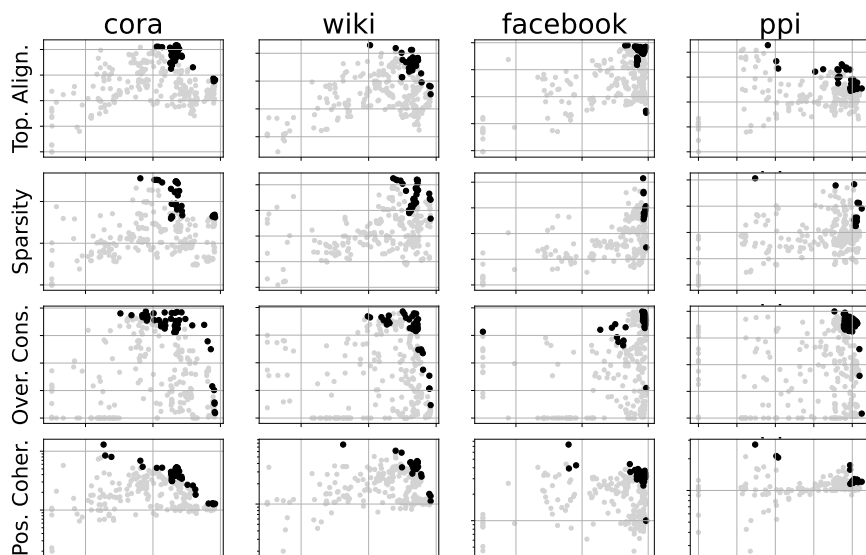 cora wiki facebook ppi
Top. Align.
Sparsity
Over. Cons.
Pos. Coher.